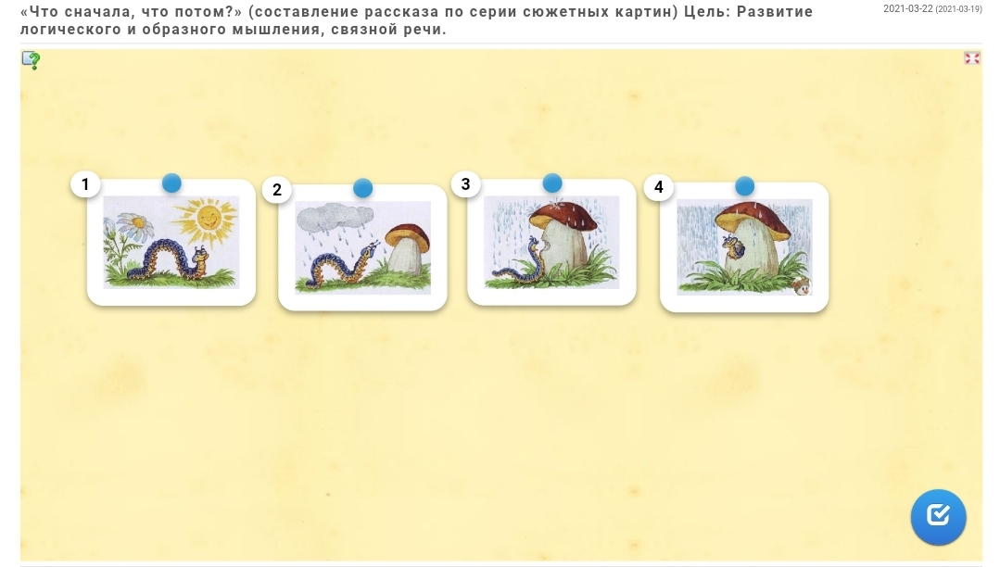 «Что сначала, что потом?» (составление рассказа по серии сюжетных картин) Цель: Развитие
логического и образного мышления, связной речи.
2021-03-22 (2021-03-19)
1
2
3
4